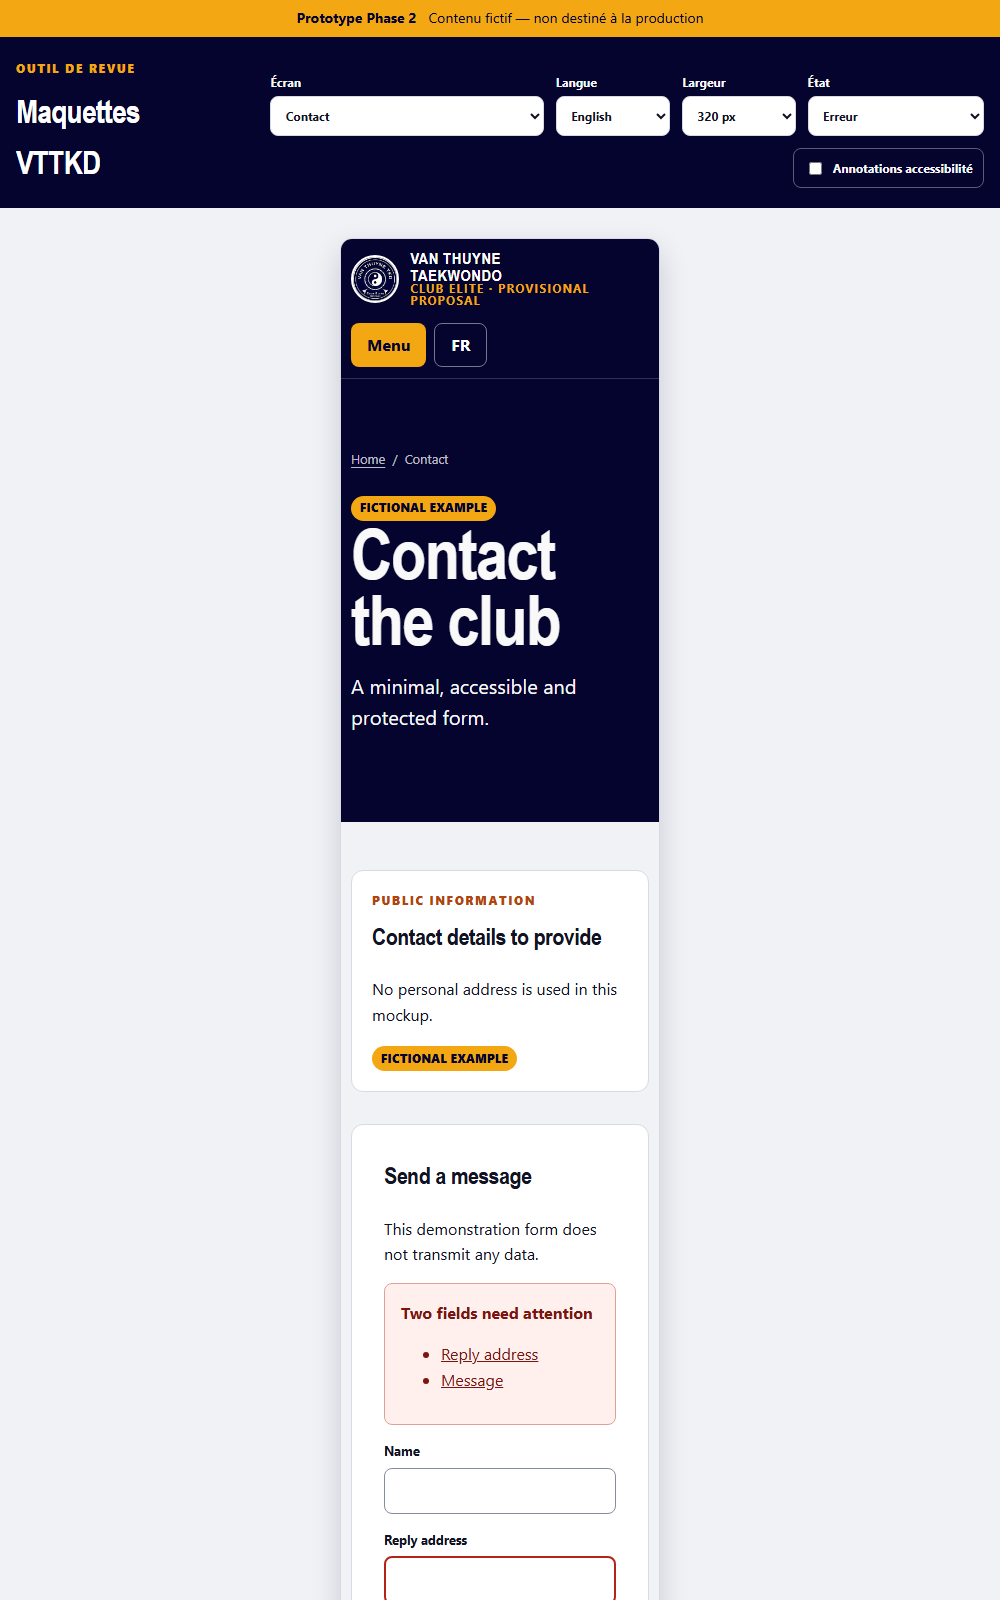 Prototype Phase 2 Contenu fictif — non destiné à la production
OUTIL DE REVUE
Maquettes
VTTKD
Écran
Langue
Largeur
État
Contact
English
320 px
Erreur
Annotations accessibilité
VAN THUYNE
TAEKWONDO
CLUB ELITE · PROVISIONAL
PROPOSAL
Menu
FR
Home / Contact
FICTIONAL EXAMPLE
Contact
the club
A minimal, accessible and
protected form.
PUBLIC INFORMATION
Contact details to provide
No personal address is used in this
mockup.
FICTIONAL EXAMPLE
Send a message
This demonstration form does
not transmit any data.
Two fields need attention
Reply address
Message
Name
Reply address